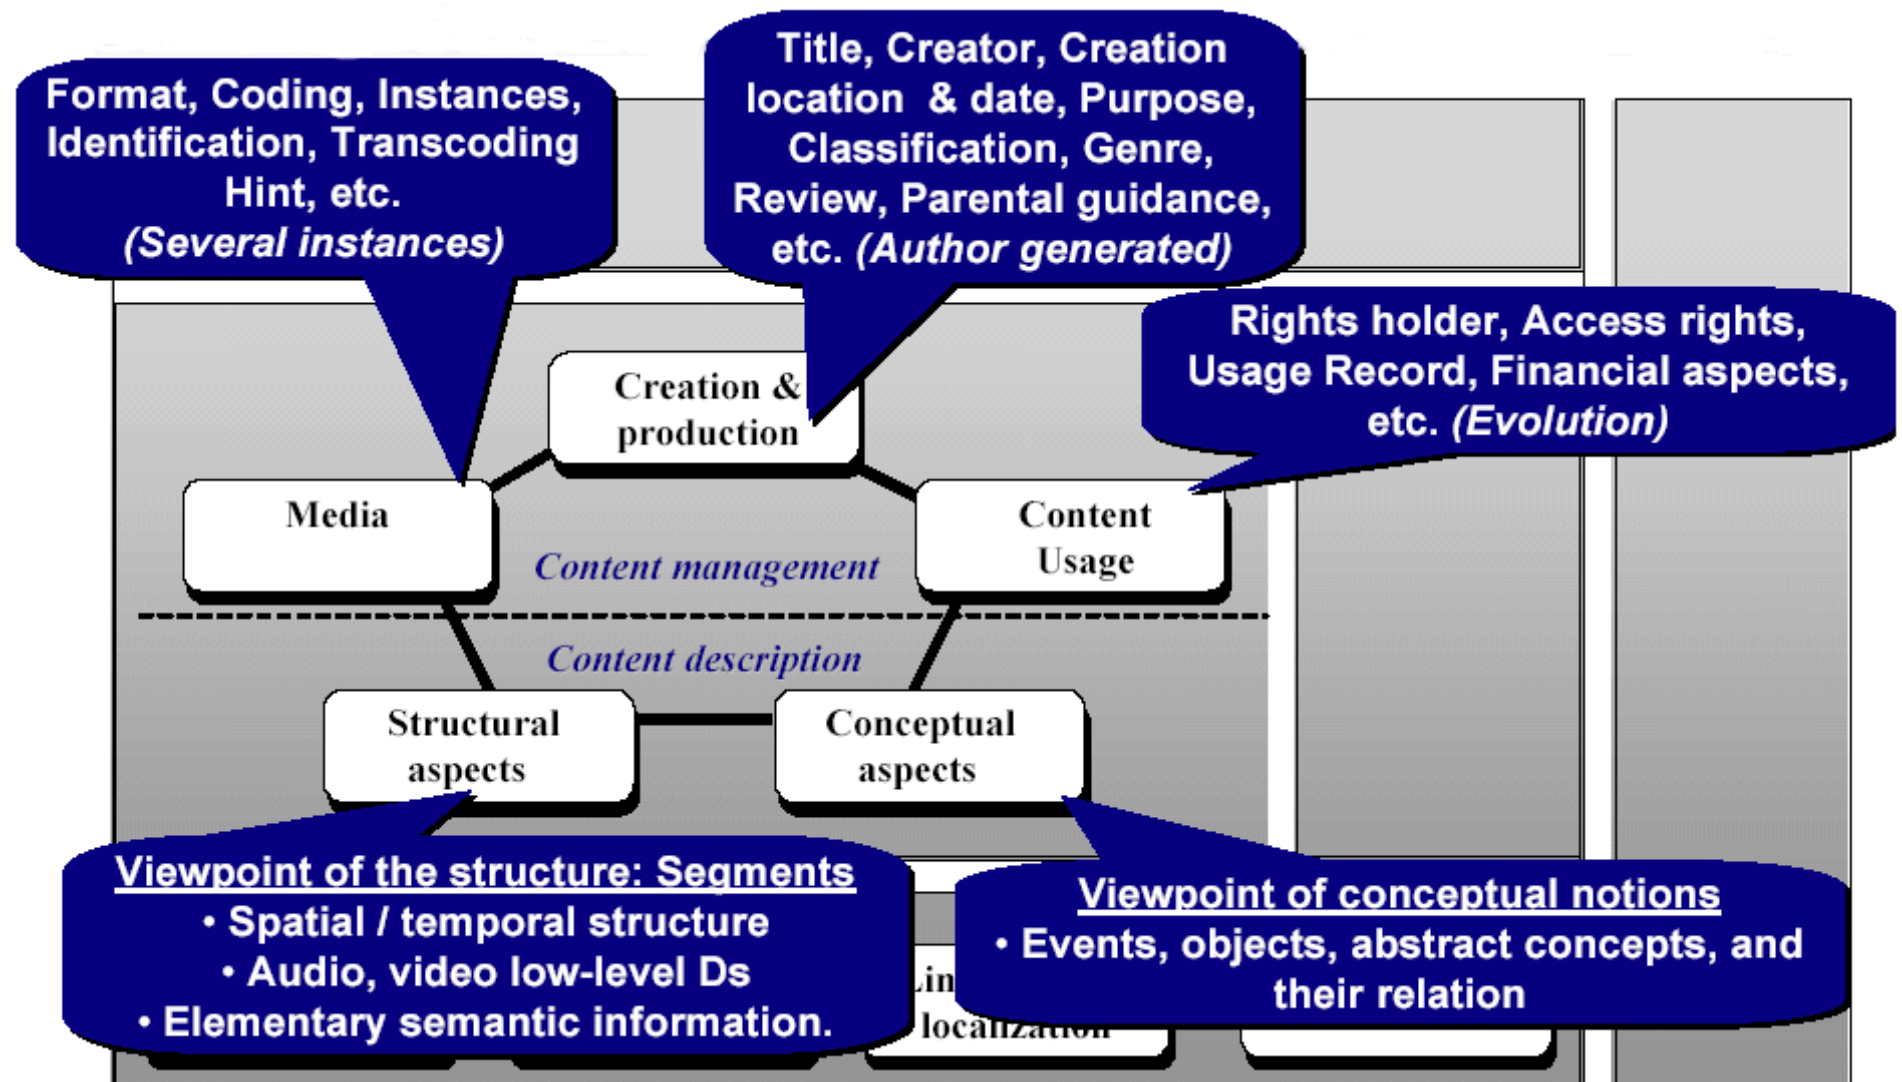 Title, Creator, Creation
location & date, Purpose,
Classification, Genre,
Review, Parental guidance,
etc. (Author generated)
Format, Coding, Instances,
Identification, Transcoding
Hint, etc.
(Several instances)
Rights holder, Access rights,
Usage Record, Financial aspects,
etc. (Evolution)
Creation &
production
Media
Content
Usage
Content management
Content description
Structural
aspects
Conceptual
aspects
Viewpoint of the structure: Segments
• Spatial / temporal structure
• Audio, video low-level Ds
• Elementary semantic information.
Viewpoint of conceptual notions
• Events, objects, abstract concepts, and
their relation
localization